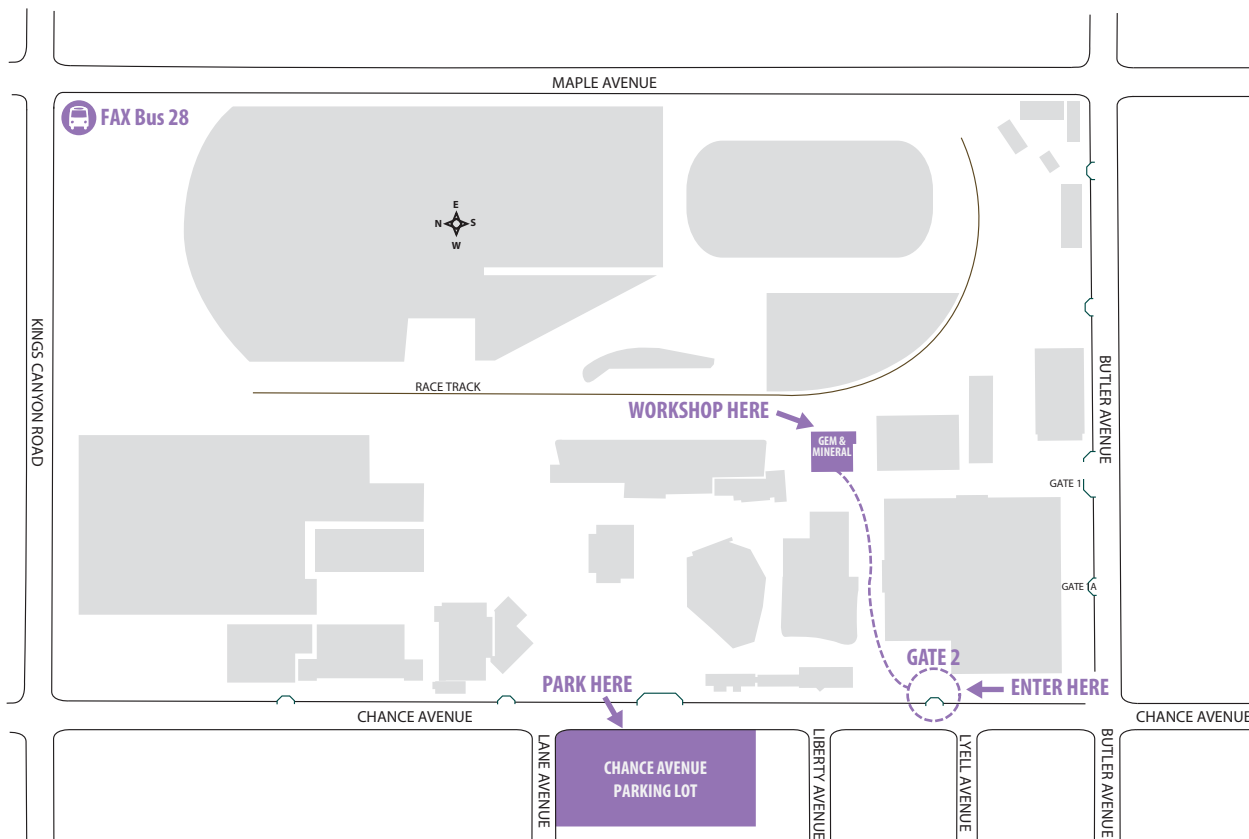 MAPLE AVENUE
FAX Bus 28
E
N S
W
KINGS CANYON ROAD
RACE TRACK
BUTLER AVENUE
WORKSHOP HERE
GEM &
MINERAL
GATE 1
GATE 1A
GATE 2
PARK HERE
ENTER HERE
CHANCE AVENUE
CHANCE AVENUE
LANE AVENUE
CHANCE AVENUE
PARKING LOT
LIBERTY AVENUE
LYELL AVENUE
BUTLER AVENUE